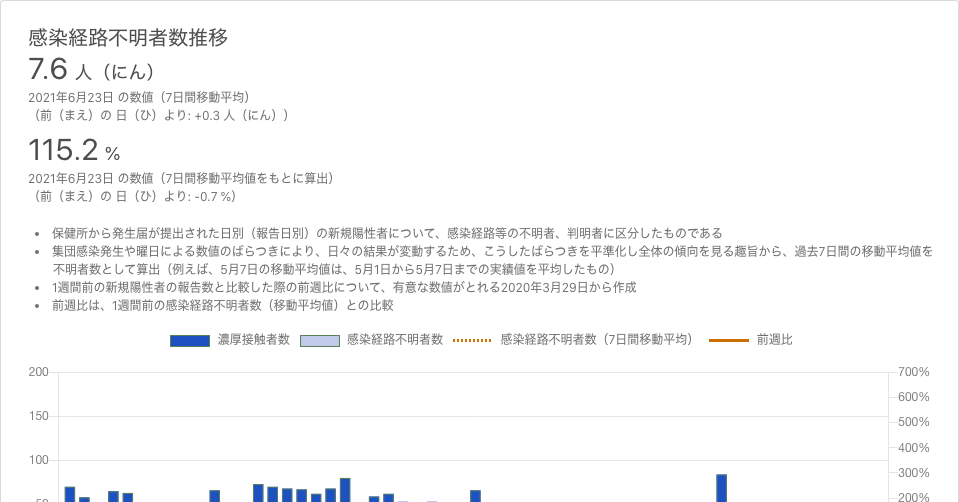 感染経路不明者数推移
7.6 人（にん）
2021年6月23日 の数値（7日間移動平均）
（前（まえ）の 日（ひ）より: +0.3 人（にん））
115.2 %
2021年6月23日 の数値（7日間移動平均値をもとに算出）
（前（まえ）の 日（ひ）より: -0.7 %）
• 保健所から発生届が提出された日別（報告日別）の新規陽性者について、感染経路等の不明者、判明者に区分したものである
• 集団感染発生や曜日による数値のばらつきにより、日々の結果が変動するため、こうしたばらつきを平準化し全体の傾向を見る趣旨から、過去7日間の移動平均値を
不明者数として算出（例えば、5月7日の移動平均値は、5月1日から5月7日までの実績値を平均したもの）
• 1週間前の新規陽性者の報告数と比較した際の前週比について、有意な数値がとれる2020年3月29日から作成
• 前週比は、1週間前の感染経路不明者数（移動平均値）との比較
濃厚接触者数 感染経路不明者数 感染経路不明者数（7日間移動平均） 前週比
200 700%
600%
150 500%
400%
100 300%
50 200%